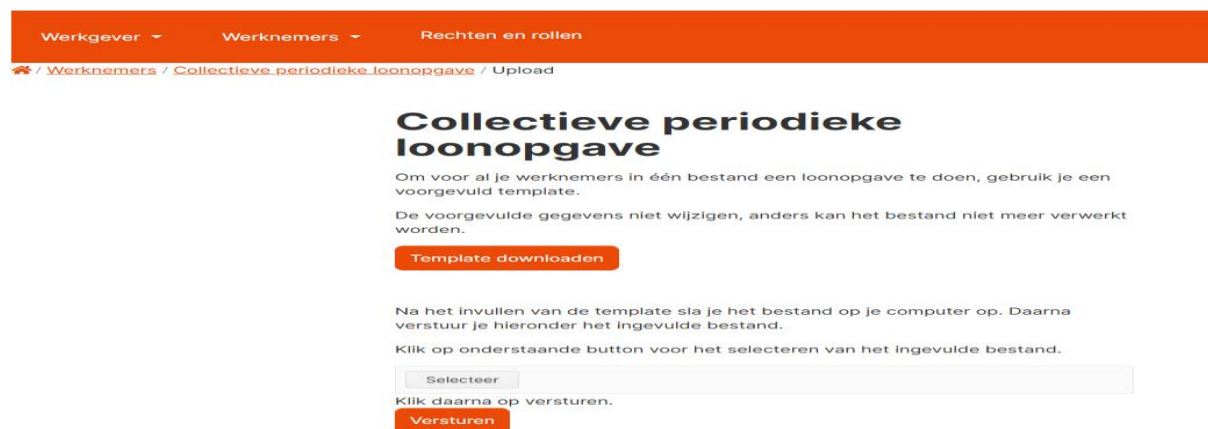 Werkgever Werknemers Rechten en rollen
/ Werknemers / Collectieve periodieke loonopgave / Upload
Collectieve periodieke
loonopgave
Om voor al je werknemers in één bestand een loonopgave te doen, gebruik je een
voorgevuld template.
De voorgevulde gegevens niet wijzigen, anders kan het bestand niet meer verwerkt
worden.
Template downloaden
Na het invullen van de template sla je het bestand op je computer op. Daarna
verstuur je hieronder het ingevulde bestand.
Klik op onderstaande button voor het selecteren van het ingevulde bestand.
Selecteer
Klik daarna op versturen.
Versturen